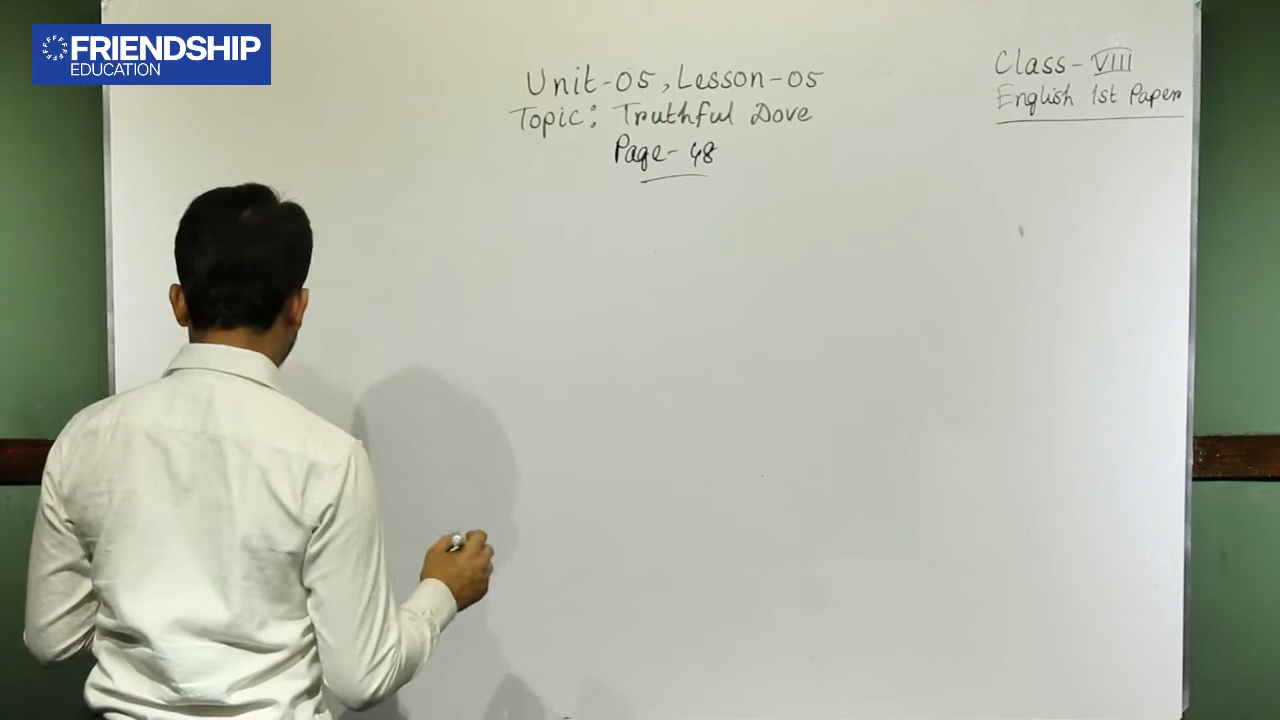 FRIENDSHIP
EDUCATION
Unit-05, Lesson-05
Topic: Truthful Dove
Page-48
Class-VIII
English 1st Paper